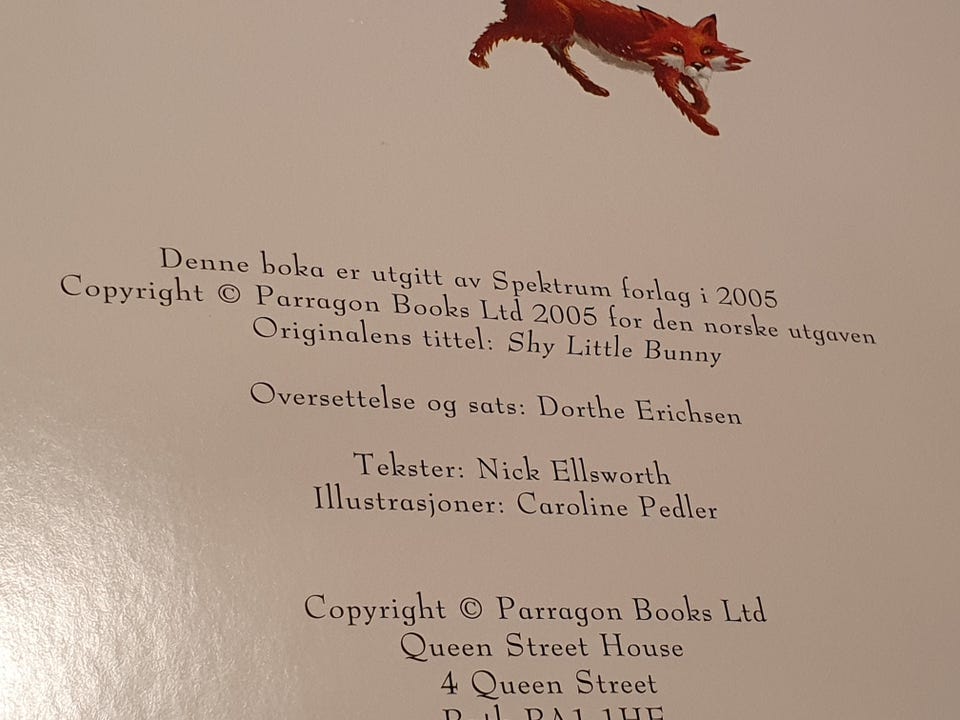 Denne boka er utgitt av Spektrum forlag i 2005
Copyright © Parragon Books Ltd 2005 for den norske utgaven
Originalens tittel: Shy Little Bunny
Oversettelse og sats: Dorthe Erichsen
Tekster: Nick Ellsworth
Illustrasjoner: Caroline Pedler
Copyright © Parragon Books Ltd
Queen Street House
4 Queen Street